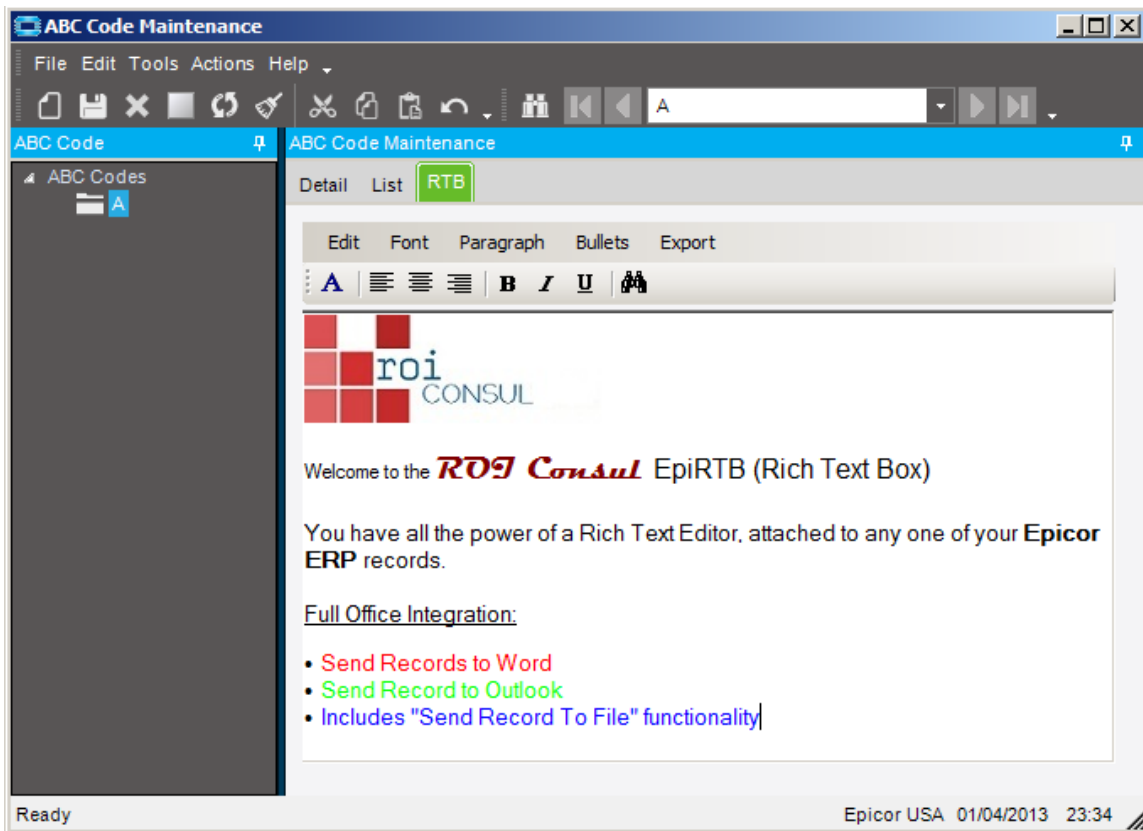 ABC Code Maintenance
File Edit Tools Actions Help
A
ABC Code
ABC Code Maintenance
ABC Codes
A
Detail List RTB
Edit Font Paragraph Bullets Export
A B I U
roi
CONSUL
Welcome to the ROI Consul EpiRTB (Rich Text Box)
You have all the power of a Rich Text Editor, attached to any one of your Epicor
ERP records.
Full Office Integration:
• Send Records to Word
• Send Record to Outlook
• Includes "Send Record To File" functionality
Ready Epicor USA 01/04/2013 23:34